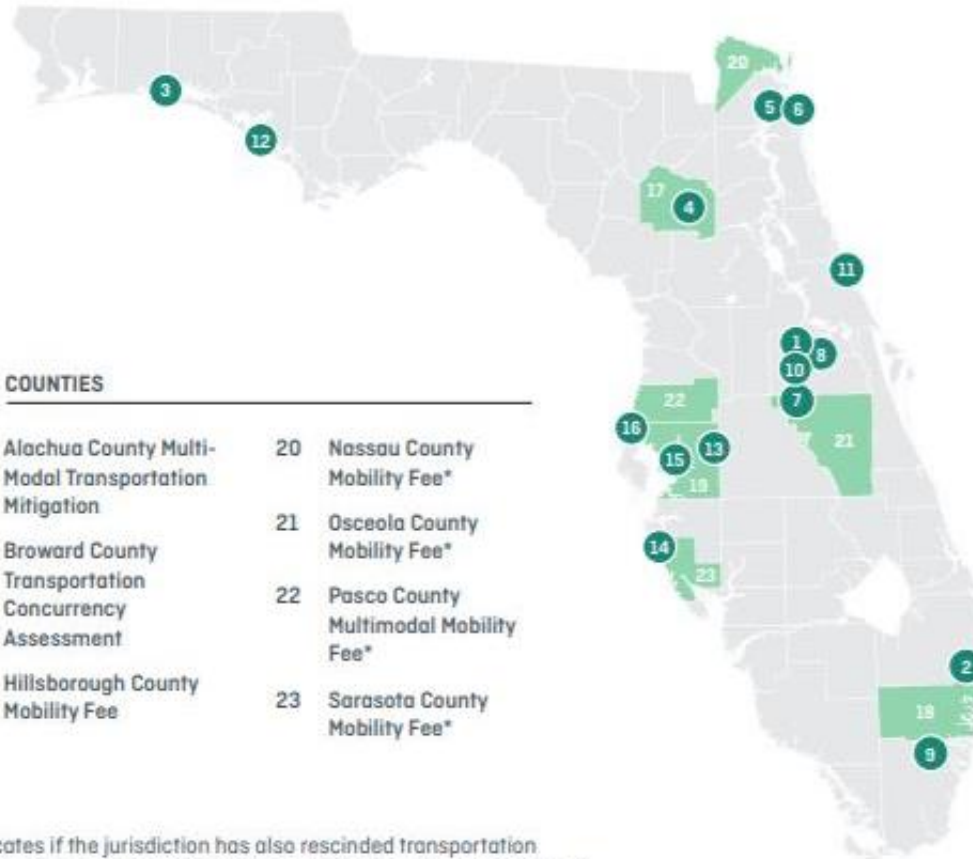 COUNTIES
Alachua County Multi-
Modal Transportation
Mitigation
Broward County
Transportation
Concurrency
Assessment
Hillsborough County
Mobility Fee
20 Nassau County
Mobility Fee*
21 Osceola County
Mobility Fee*
22 Pasco County
Multimodal Mobility
Fee*
23 Sarasota County
Mobility Fee*
cates if the jurisdiction has also rescinded transportation
20
3
5
6
12
17
4
11
1
8
10
7
22
16
15
13
21
19
14
23
2
18
9